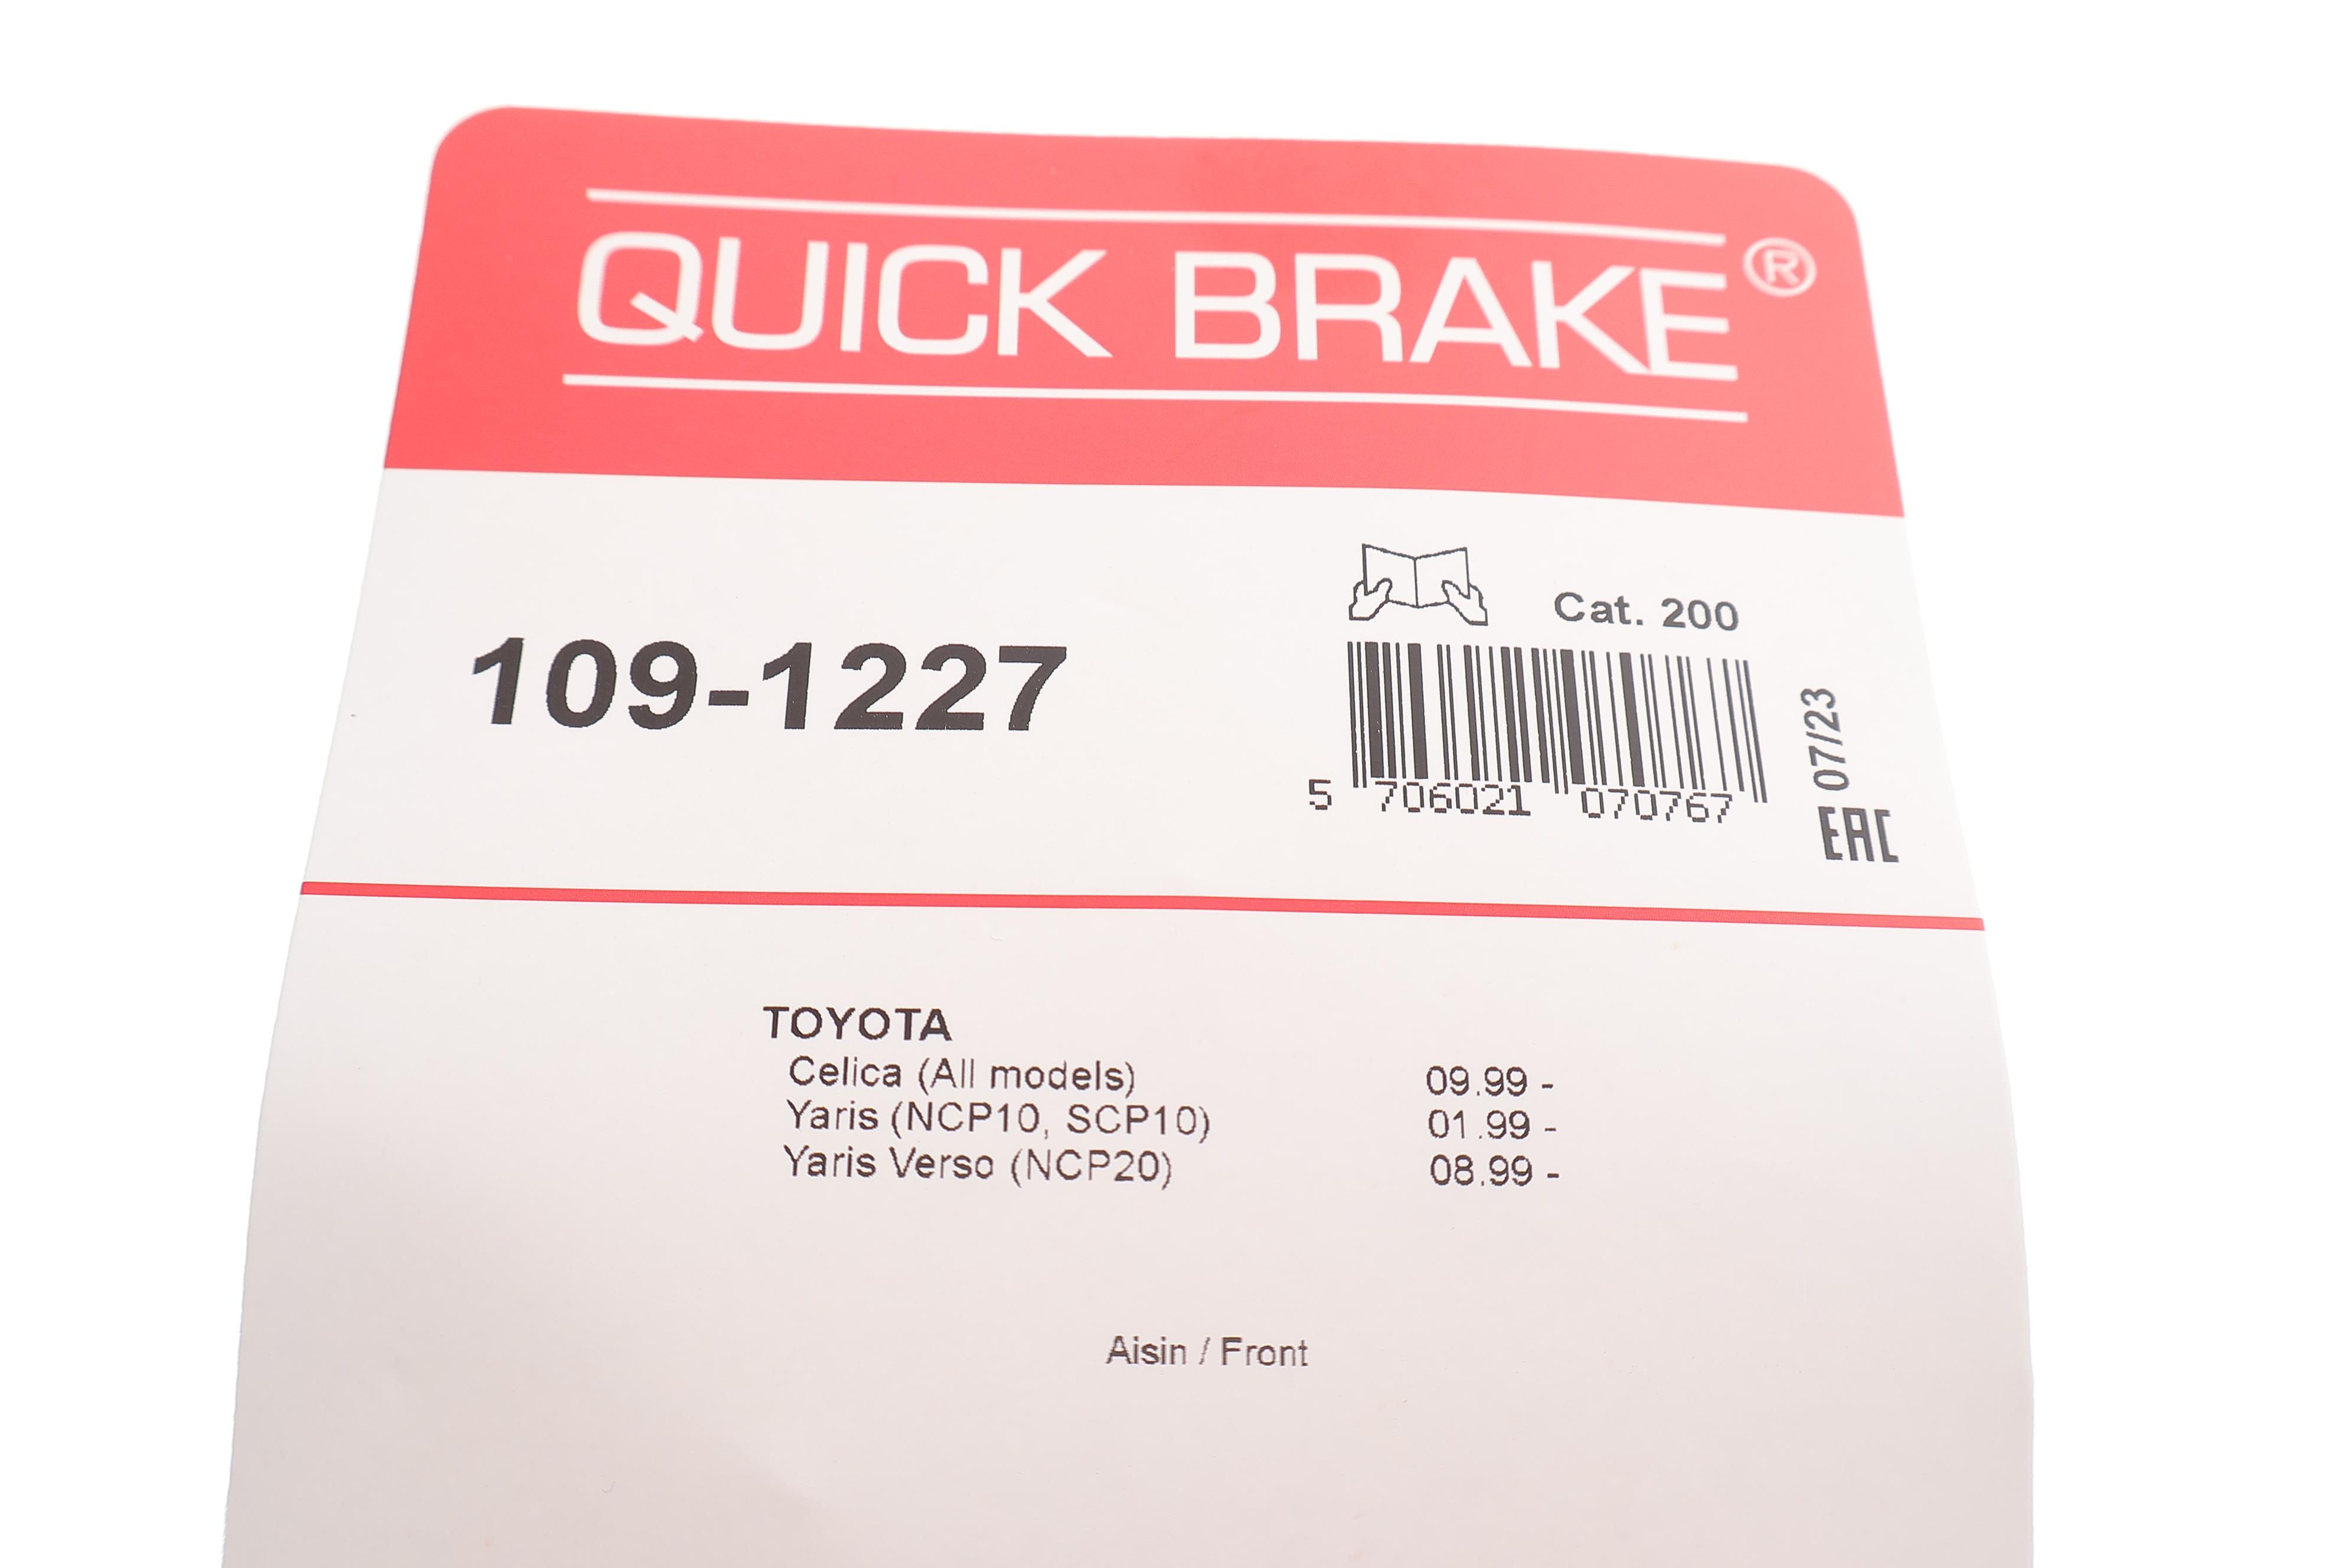 QUICK BRAKE®
Cat. 200
109-1227
5 706021 070767
07/23
EAC
TOYOTA
Celica (All models) 09.99 -
Yaris (NCP10, SCP10) 01.99 -
Yaris Verso (NCP20) 08.99 -
Aisin / Front